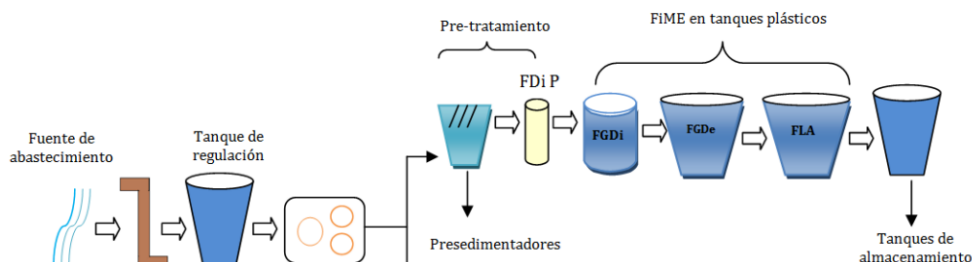 Pre-tratamiento
FiME en tanques plásticos
FDi P
Fuente de
abastecimiento
Tanque de
regulación
FGDi
FGDe
FLA
Presedimentadores
Tanques de
almacenamiento